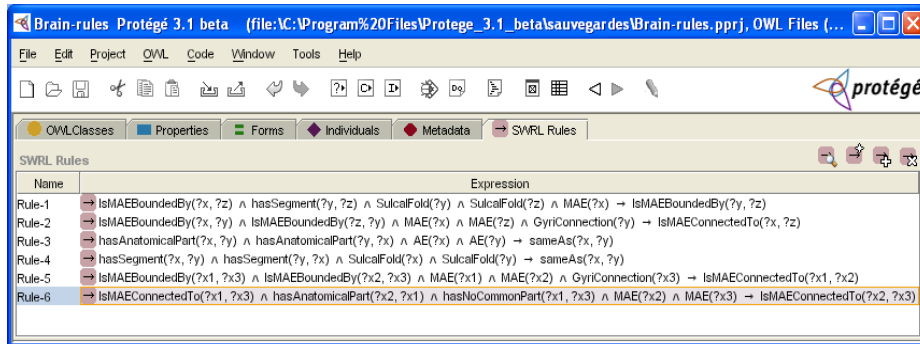 Brain-rules Protégé 3.1 beta (file:\C:\Program%20Files\Protege_3.1_beta\sauvegardes\Brain-rules.pprj, OWL Files (...
File Edit Project OWL Code Window Tools Help
protégé
OWLClasses Properties Forms Individuals Metadata → SWRL Rules
SWRL Rules
Name Expression
Rule-1 → IsMAEBoundedBy(?x, ?z) ∧ hasSegment(?y, ?z) ∧ SulcalFold(?y) ∧ SulcalFold(?z) ∧ MAE(?x) → IsMAEBoundedBy(?y, ?z)
Rule-2 → IsMAEBoundedBy(?x, ?y) ∧ IsMAEBoundedBy(?z, ?y) ∧ MAE(?x) ∧ MAE(?z) ∧ GyriConnection(?y) → IsMAEConnectedTo(?x, ?z)
Rule-3 → hasAnatomicalPart(?x, ?y) ∧ hasAnatomicalPart(?y, ?x) ∧ AE(?x) ∧ AE(?y) → sameAs(?x, ?y)
Rule-4 → hasSegment(?x, ?y) ∧ hasSegment(?y, ?x) ∧ SulcalFold(?x) ∧ SulcalFold(?y) → sameAs(?x, ?y)
Rule-5 → IsMAEBoundedBy(?x1, ?x3) ∧ IsMAEBoundedBy(?x2, ?x3) ∧ MAE(?x1) ∧ MAE(?x2) ∧ GyriConnection(?x3) → IsMAEConnectedTo(?x1, ?x2)
Rule-6 → IsMAEConnectedTo(?x1, ?x3) ∧ hasAnatomicalPart(?x2, ?x1) ∧ hasNoCommonPart(?x1, ?x3) ∧ MAE(?x2) ∧ MAE(?x3) → IsMAEConnectedTo(?x2, ?x3)